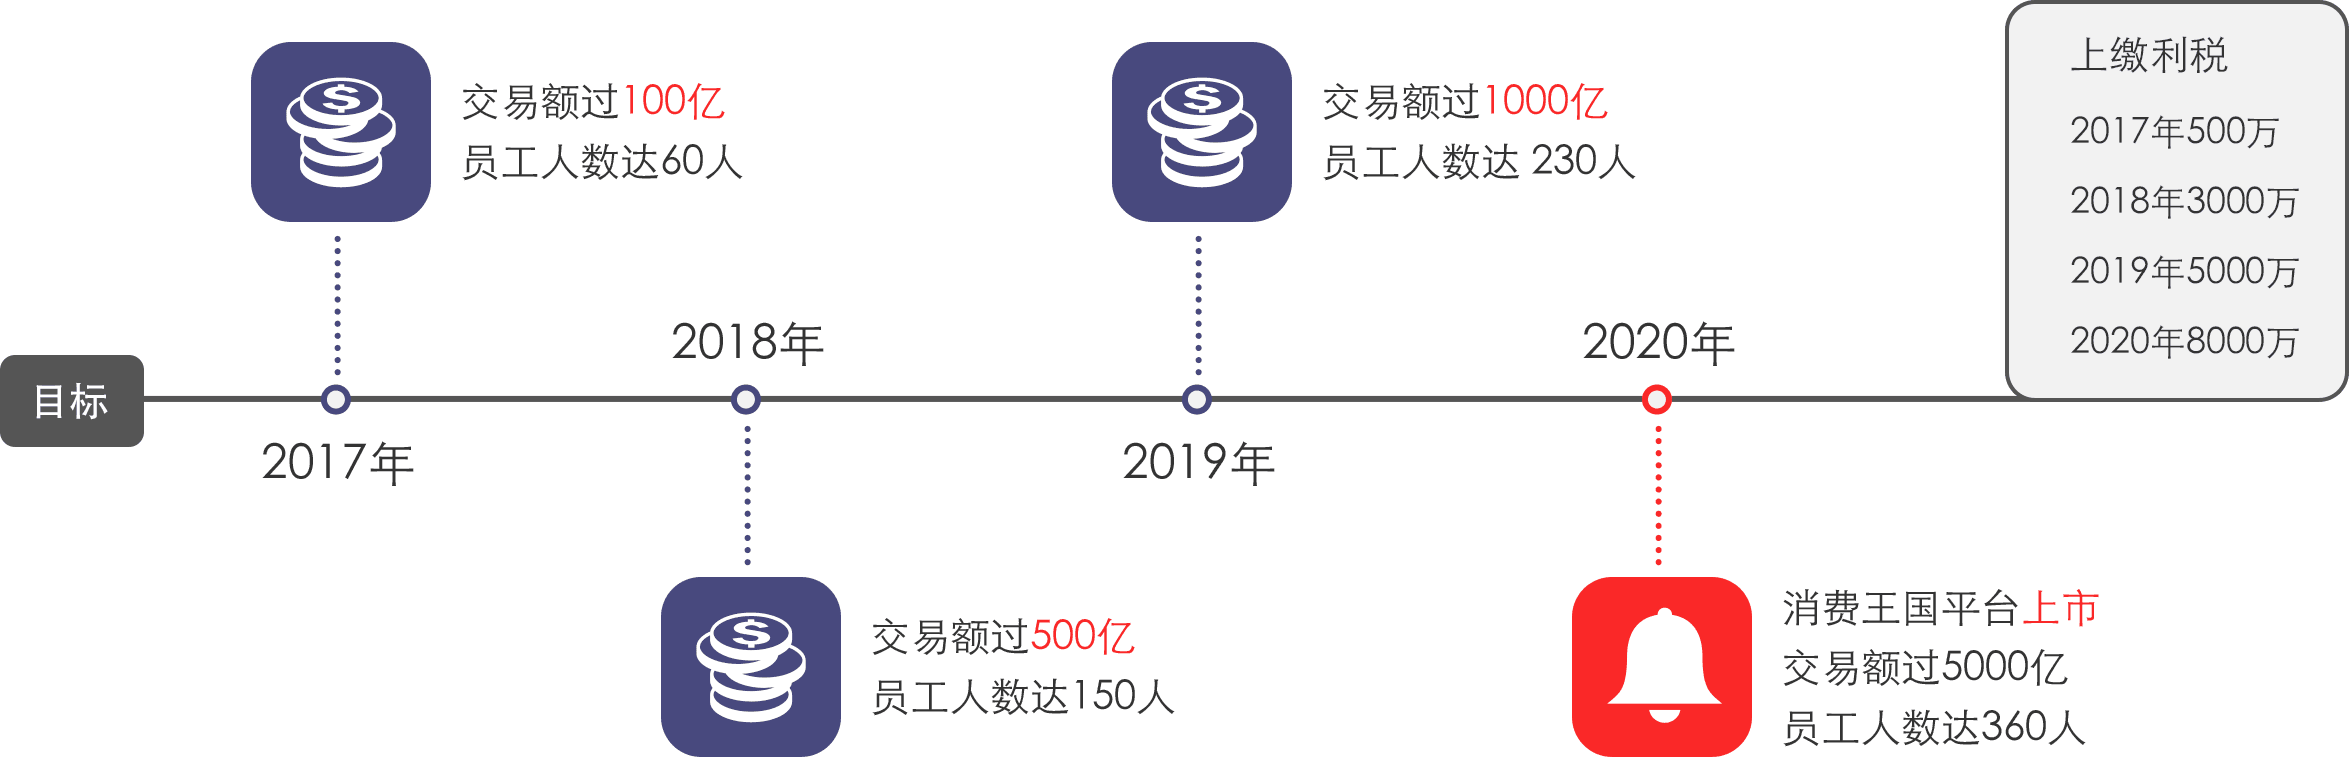 目标
交易额过100亿
员工人数达60人
2017年
2018年
交易额过500亿
员工人数达150人
交易额过1000亿
员工人数达 230人
2019年
2020年
消费王国平台上市
交易额过5000亿
员工人数达360人
上缴利税
2017年500万
2018年3000万
2019年5000万
2020年8000万